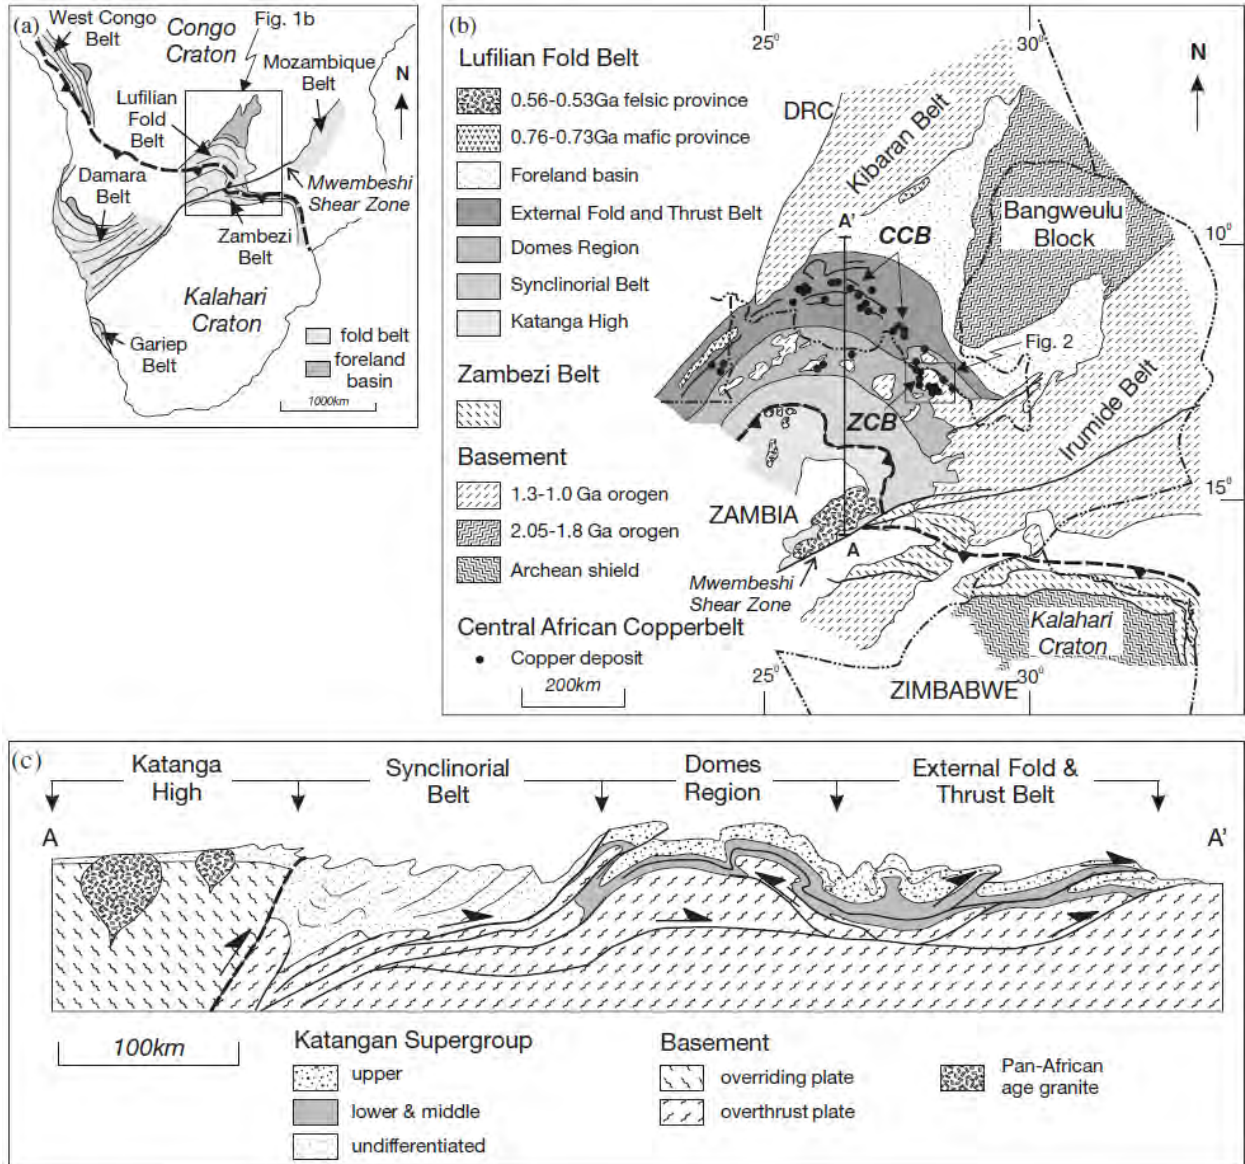 (a)
West Congo
Belt
Congo
Craton
Fig. 1b
Mozambique
Belt
N
Lufilian
Fold
Belt
Damara
Belt
Mwembeshi
Shear Zone
Zambezi
Belt
Kalahari
Craton
Gariep
Belt
fold belt
foreland
basin
1000km
(b)
Lufilian Fold Belt
0.56-0.53Ga felsic province
0.76-0.73Ga mafic province
Foreland basin
External Fold and Thrust Belt
Domes Region
Synclinorial Belt
Katanga High
Zambezi Belt
Basement
1.3-1.0 Ga orogen
2.05-1.8 Ga orogen
Archean shield
Central African Copperbelt
Copper deposit
200km
25⁰
30⁰
N
DRC
Kibaran Belt
Bangweulu
Block
A'
CCB
10⁰
Fig. 2
Irumide Belt
ZCB
15⁰
ZAMBIA
A
Mwembeshi
Shear Zone
Kalahari
Craton
25⁰
30⁰
ZIMBABWE
(c)
Katanga
High
Synclinorial
Belt
Domes
Region
External Fold &
Thrust Belt
A
A'
100km
Katangan Supergroup
upper
lower & middle
undifferentiated
Basement
overriding plate
overthrust plate
Pan-African
age granite